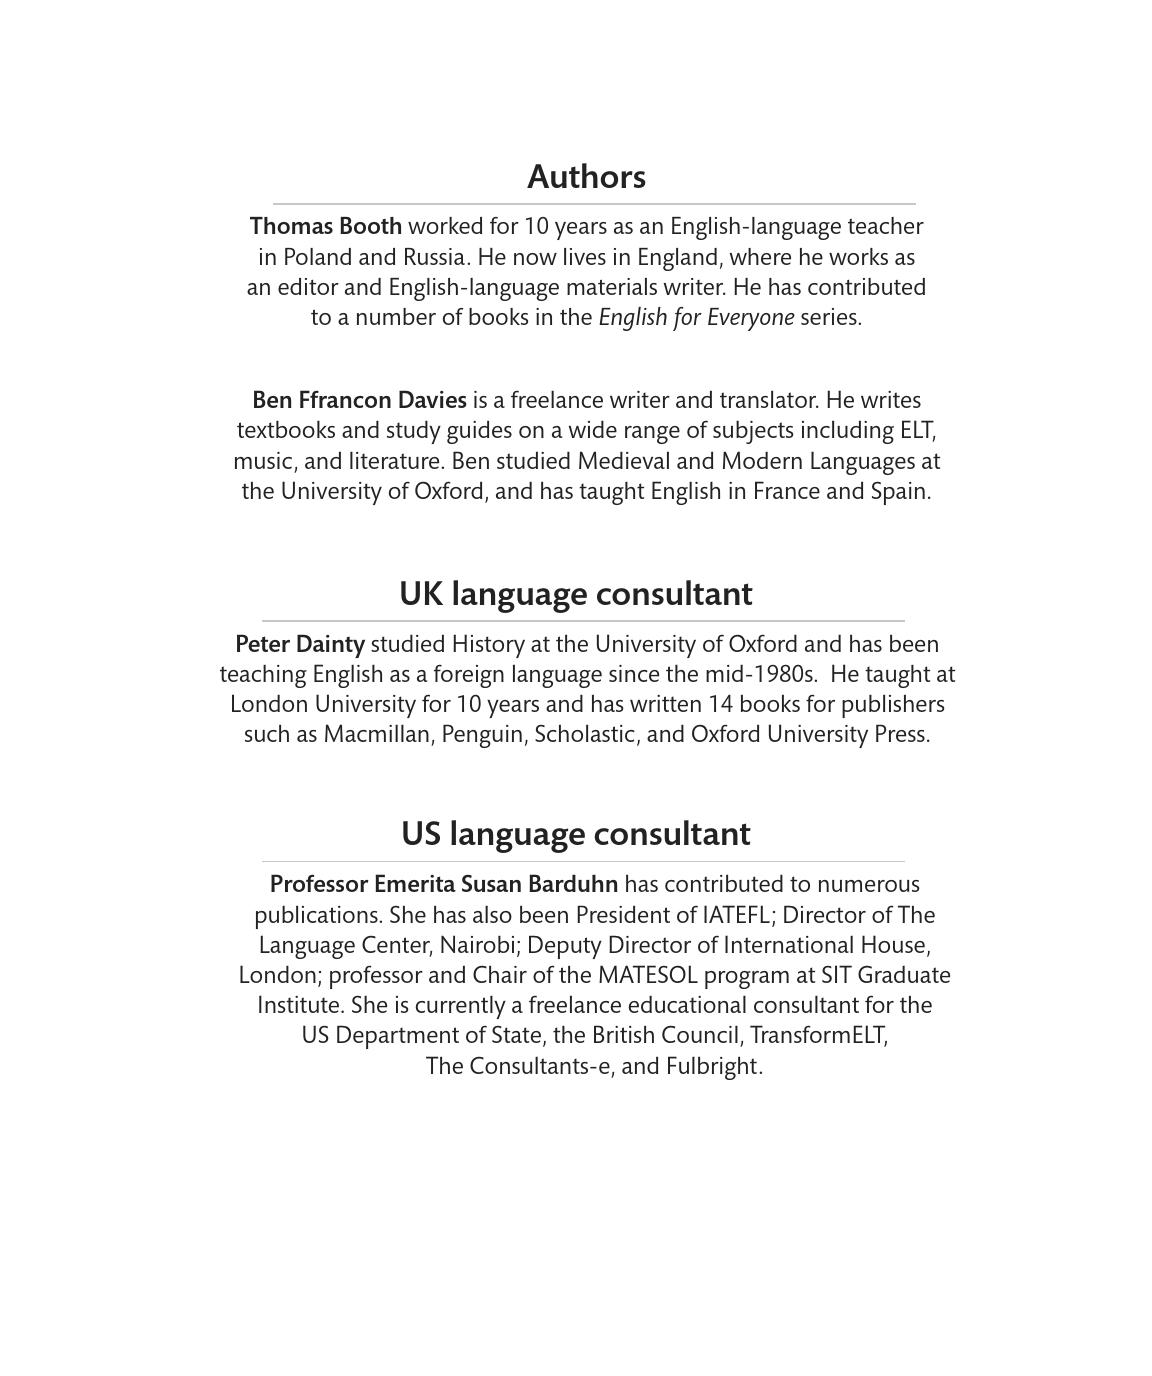 Authors
Thomas Booth worked for 10 years as an English-language teacher
in Poland and Russia. He now lives in England, where he works as
an editor and English-language materials writer. He has contributed
to a number of books in the English for Everyone series.
Ben Ffrancon Davies is a freelance writer and translator. He writes
textbooks and study guides on a wide range of subjects including ELT,
music, and literature. Ben studied Medieval and Modern Languages at
the University of Oxford, and has taught English in France and Spain.
UK language consultant
Peter Dainty studied History at the University of Oxford and has been
teaching English as a foreign language since the mid-1980s.  He taught at
London University for 10 years and has written 14 books for publishers
such as Macmillan, Penguin, Scholastic, and Oxford University Press.
US language consultant
Professor Emerita Susan Barduhn has contributed to numerous
publications. She has also been President of IATEFL; Director of The
Language Center, Nairobi; Deputy Director of International House,
London; professor and Chair of the MATESOL program at SIT Graduate
Institute. She is currently a freelance educational consultant for the
US Department of State, the British Council, TransformELT,
The Consultants-e, and Fulbright.